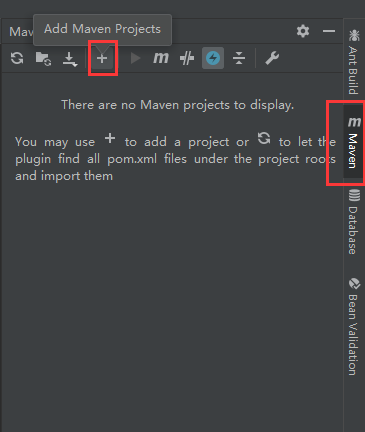 Add Maven Projects
Mav
m
There are no Maven projects to display.
You may use + to add a project or to let the
plugin find all pom.xml files under the project roots
and import them
Ant Build
m
Maven
Database
Bean Validation